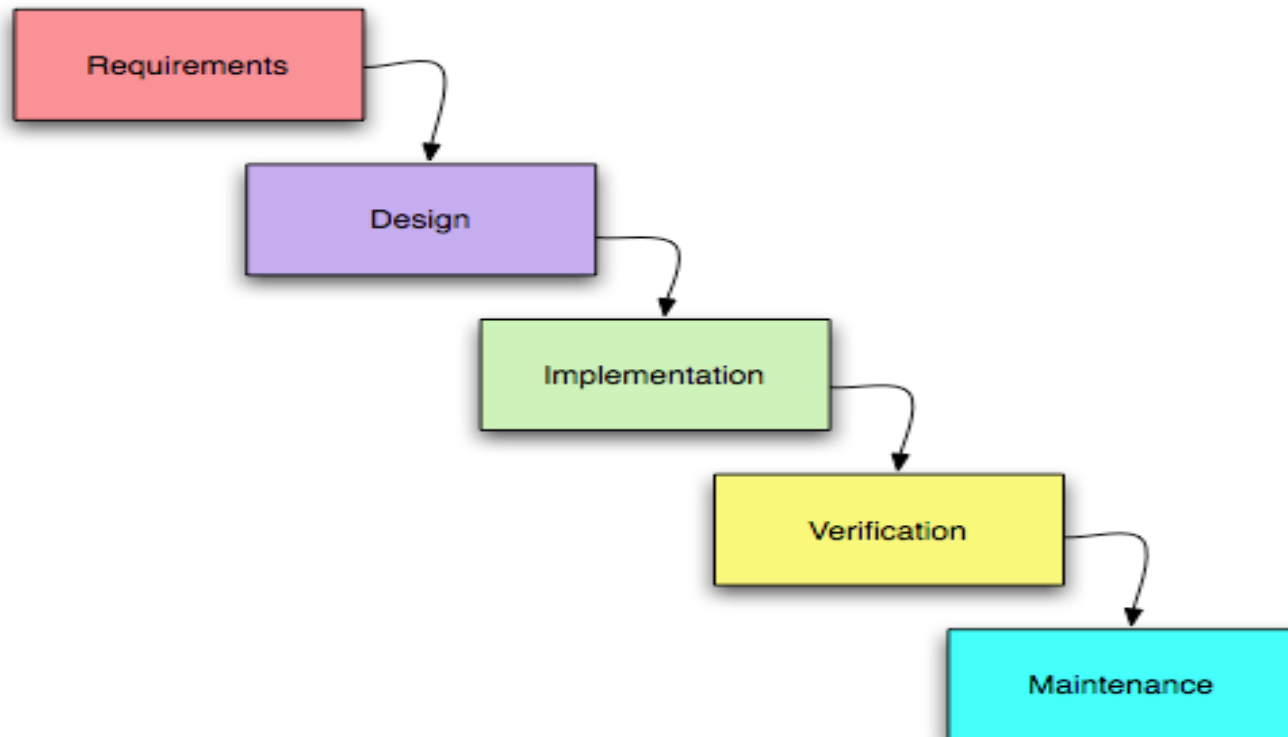 Requirements
Design
Implementation
Verification
Maintenance